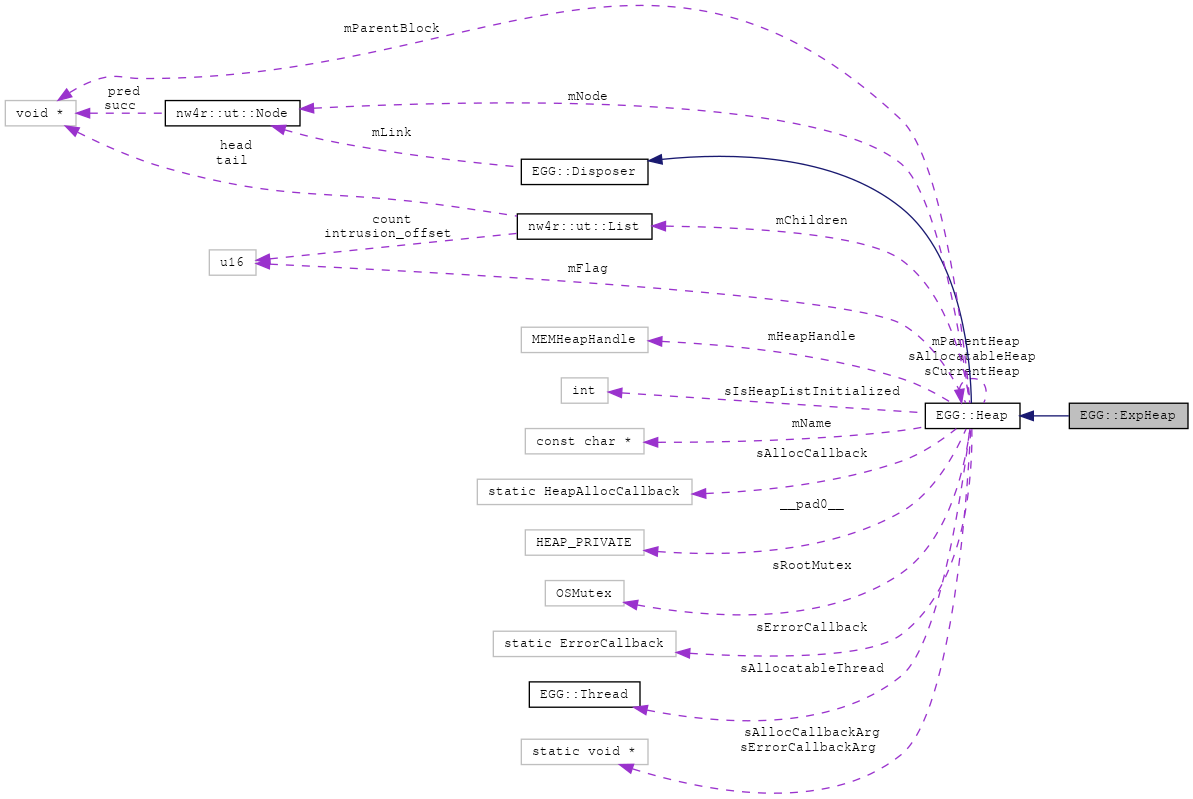 mParentBlock
pred
succ
void *
nw4r::ut::Node
mNode
mLink
head
tail
EGG::Disposer
count
intrusion_offset
nw4r::ut::List
mChildren
u16
mFlag
MEMHeapHandle
mHeapHandle
mParentHeap
sAllocatableHeap
sCurrentHeap
int
sIsHeapListInitialized
EGG::Heap
EGG::ExpHeap
const char *
mName
sAllocCallback
static HeapAllocCallback
__pad0__
HEAP_PRIVATE
sRootMutex
OSMutex
sErrorCallback
static ErrorCallback
sAllocatableThread
EGG::Thread
sAllocCallbackArg
sErrorCallbackArg
static void *